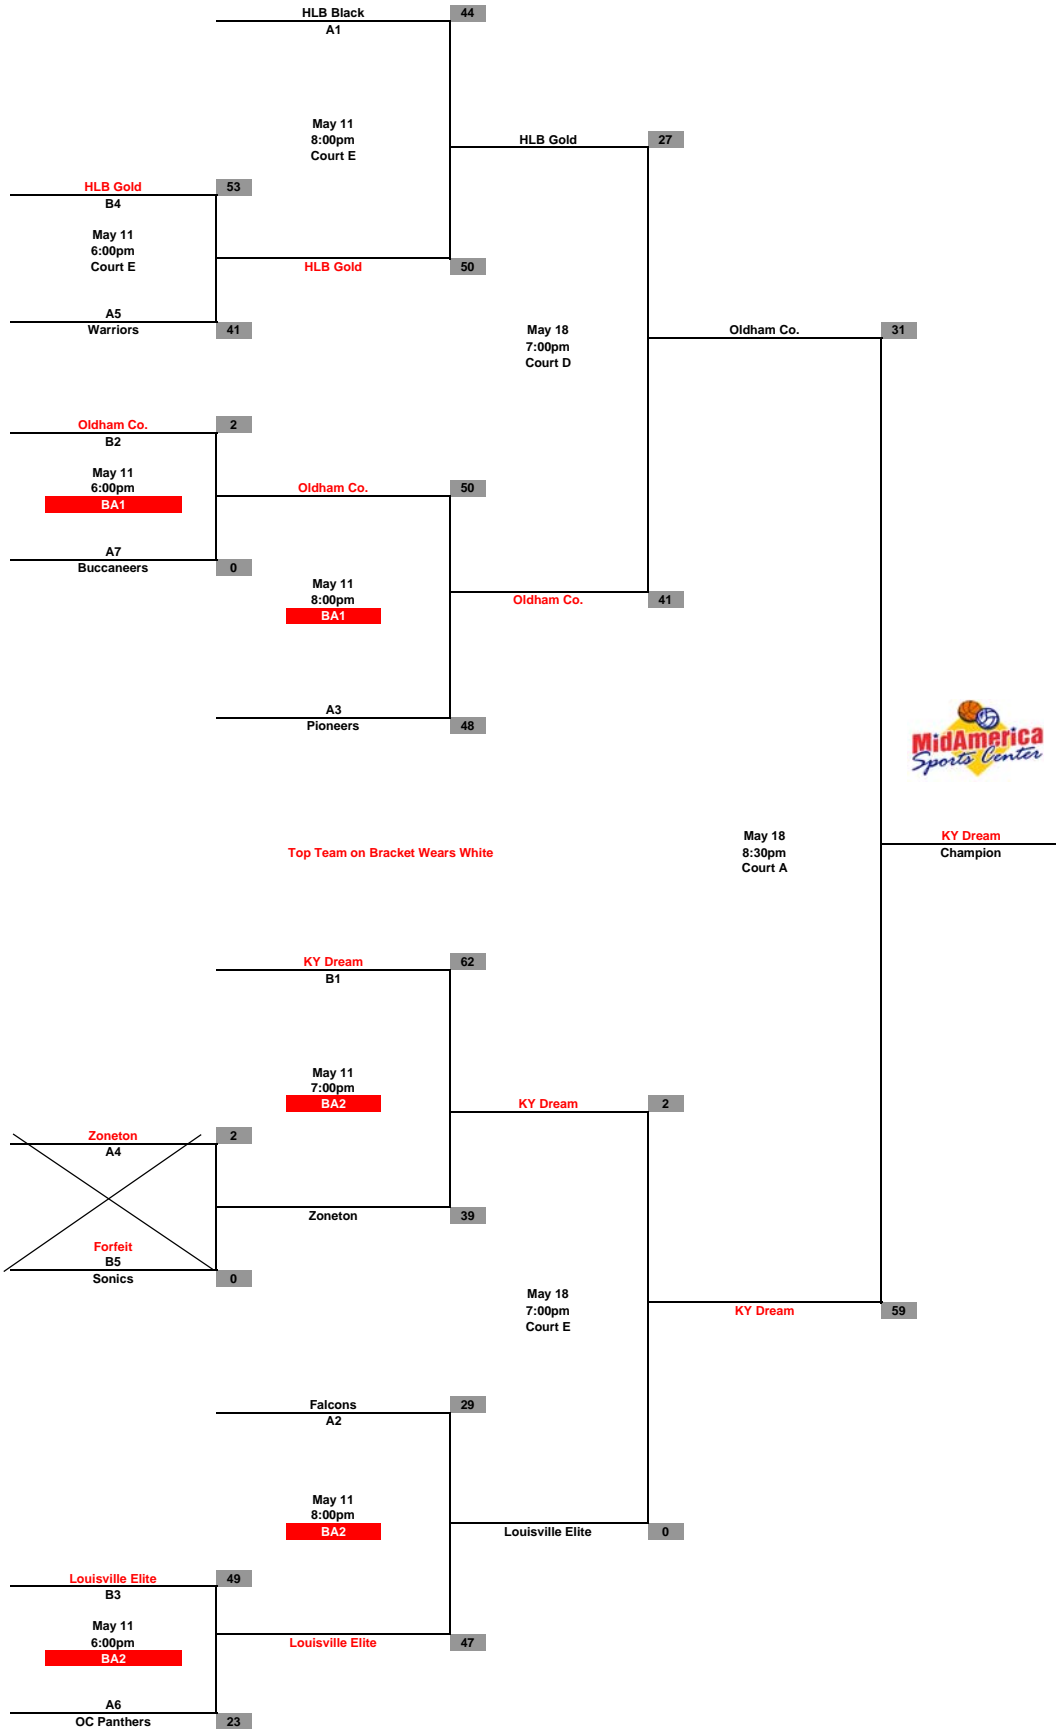 HLB Black 44
A1
May 11
8:00pm
Court E
HLB Gold 27
HLB Gold 53
B4
May 11
6:00pm
Court E
HLB Gold 50
A5
Warriors 41
May 18
7:00pm
Court D
Oldham Co. 31
Oldham Co. 2
B2
May 11
6:00pm
BA1
Oldham Co. 50
A7
Buccaneers 0
May 11
8:00pm
BA1
Oldham Co. 41
A3
Pioneers 48
MidAmerica
Sports Center
Top Team on Bracket Wears White
May 18
8:30pm
Court A
KY Dream
Champion
KY Dream 62
B1
May 11
7:00pm
BA2
KY Dream 2
Zoneton 2
A4
Zoneton 39
Forfeit
B5
Sonics 0
May 18
7:00pm
Court E
KY Dream 59
Falcons 29
A2
May 11
8:00pm
BA2
Louisville Elite 0
Louisville Elite 49
B3
May 11
6:00pm
BA2
Louisville Elite 47
A6
OC Panthers 23